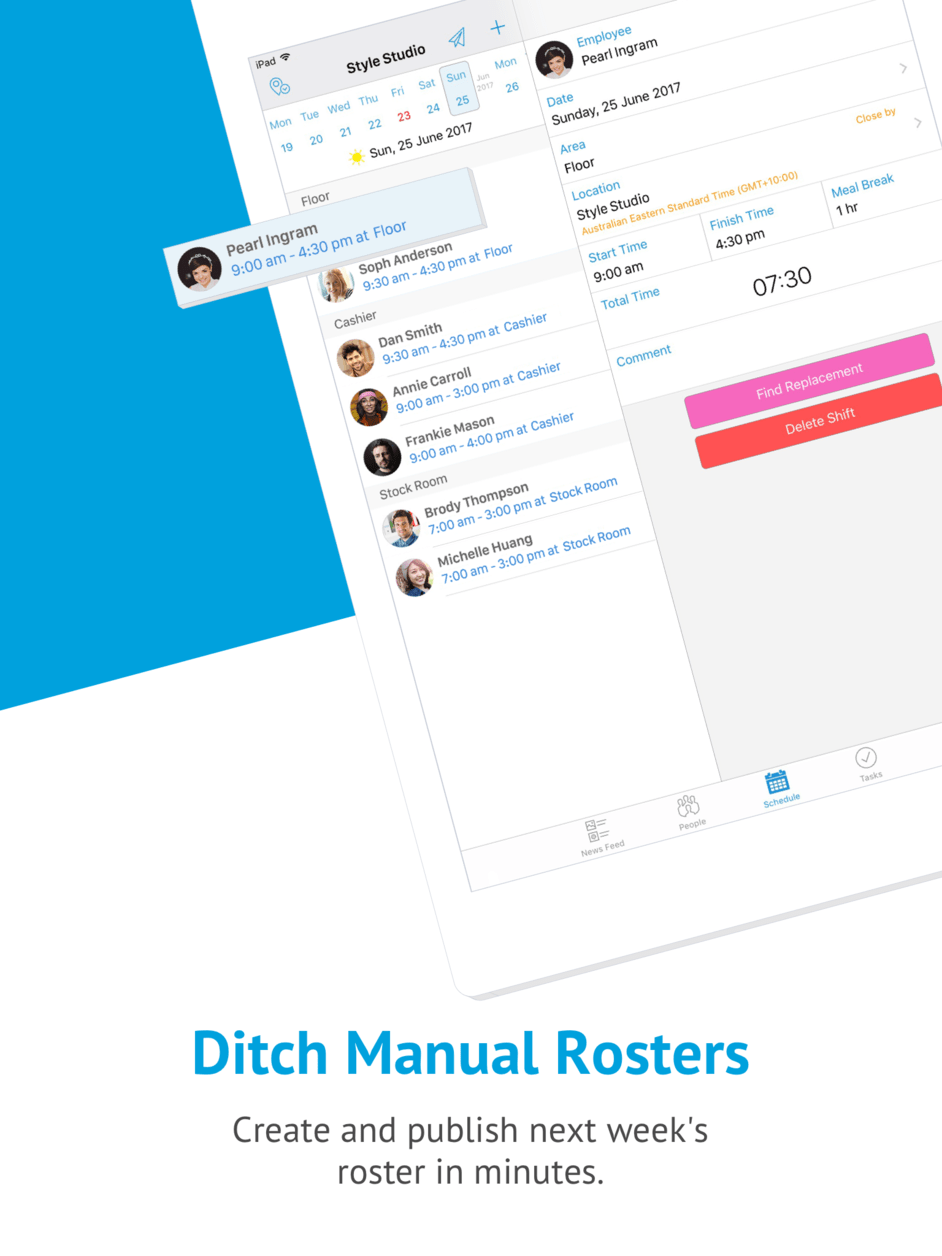 iPad
Style Studio
Mon Tue Wed Thu Fri Sat Sun Jun 2017 Mon
19 20 21 22 23 24 25 26
Sun, 25 June 2017
Floor
Pearl Ingram
9:00 am - 4:30 pm at Floor
Soph Anderson
9:30 am - 4:30 pm at Floor
Cashier
Dan Smith
9:30 am - 4:30 pm at Cashier
Annie Carroll
9:00 am - 3:00 pm at Cashier
Frankie Mason
9:00 am - 4:00 pm at Cashier
Stock Room
Brody Thompson
7:00 am - 3:00 pm at Stock Room
Michelle Huang
7:00 am - 3:00 pm at Stock Room
Employee
Pearl Ingram
Date
Sunday, 25 June 2017
Area
Floor
Close by
Location
Style Studio
Australian Eastern Standard Time (GMT+10:00)
Start Time
9:00 am
Finish Time
4:30 pm
Meal Break
1 hr
Total Time
07:30
Comment
Find Replacement
Delete Shift
News Feed
People
Schedule
Tasks
Ditch Manual Rosters
Create and publish next week's
roster in minutes.